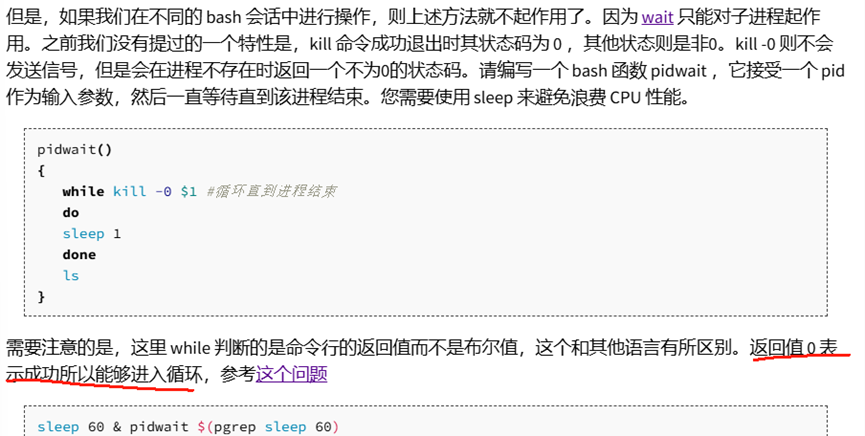 但是，如果我们在不同的 bash 会话中进行操作，则上述方法就不起作用了。因为 wait 只能对子进程起作
用。之前我们没有提过的一个特性是，kill 命令成功退出时其状态码为 0 ，其他状态则是非0。kill -0 则不会
发送信号，但是会在进程不存在时返回一个不为0的状态码。请编写一个 bash 函数 pidwait ，它接受一个 pid
作为输入参数，然后一直等待直到该进程结束。您需要使用 sleep 来避免浪费 CPU 性能。
pidwait()
{
while kill -0 $1 #循环直到进程结束
do
sleep 1
done
ls
}
需要注意的是，这里 while 判断的是命令行的返回值而不是布尔值，这个和其他语言有所区别。返回值 0 表
示成功所以能够进入循环，参考这个问题
sleep 60 & pidwait $(pgrep sleep 60)